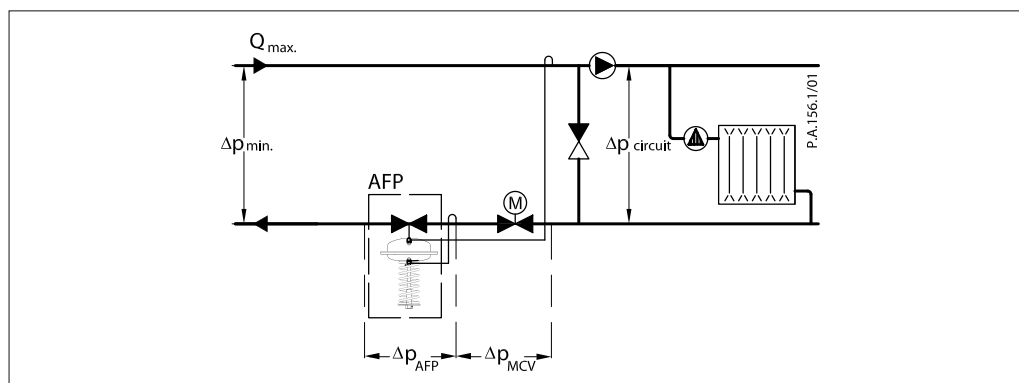 Q max.
Δp min.
Δp circuit
P.A.156.1/01
AFP
M
Δp AFP
Δp MCV